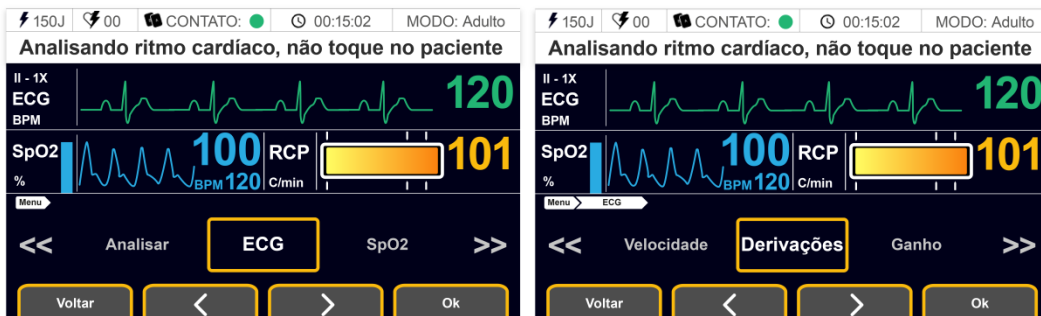 150J 00 CONTATO: 00:15:02 MODO: Adulto
Analisando ritmo cardíaco, não toque no paciente
II - 1X
ECG
BPM
120
SpO2
%
100
BPM 120
RCP
C/min
101
Menu
<< Analisar ECG SpO2 >>
Voltar < > Ok
150J 00 CONTATO: 00:15:02 MODO: Adulto
Analisando ritmo cardíaco, não toque no paciente
II - 1X
ECG
BPM
120
SpO2
%
100
BPM 120
RCP
C/min
101
Menu ECG
<< Velocidade Derivações Ganho >>
Voltar < > Ok